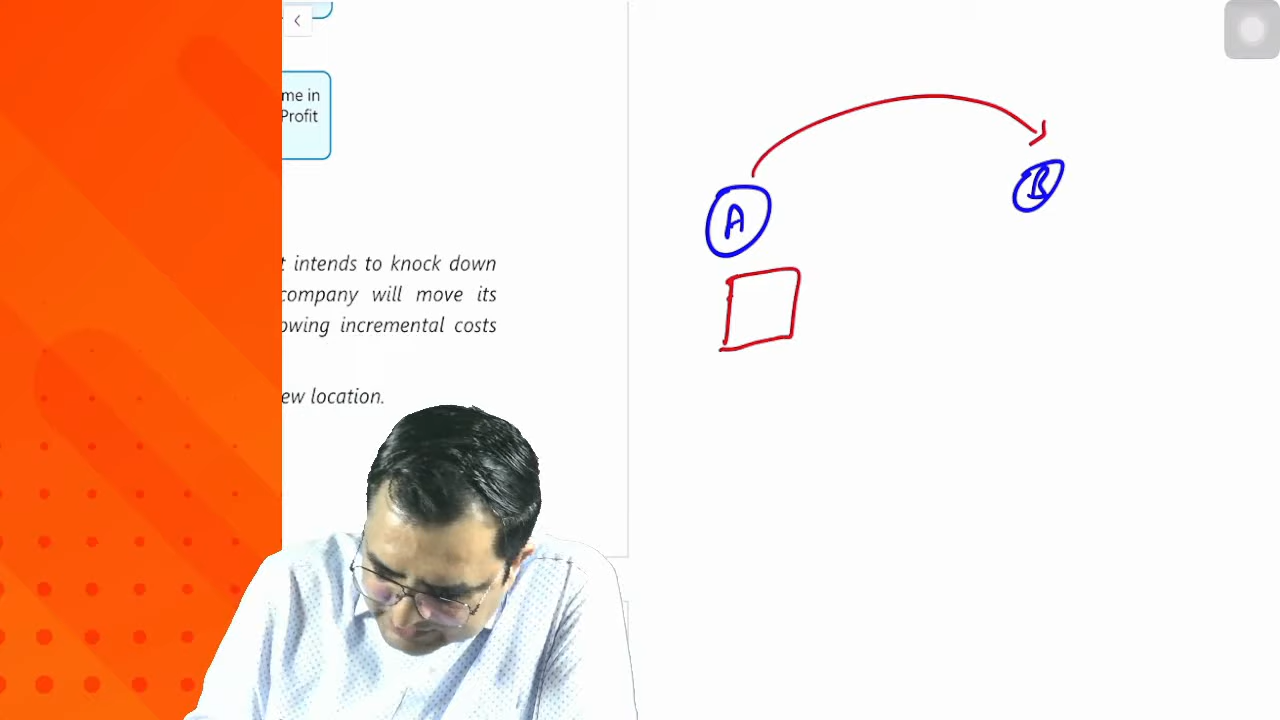 me in
Profit
t intends to knock down
company will move its
owing incremental costs
ew location.
A
B